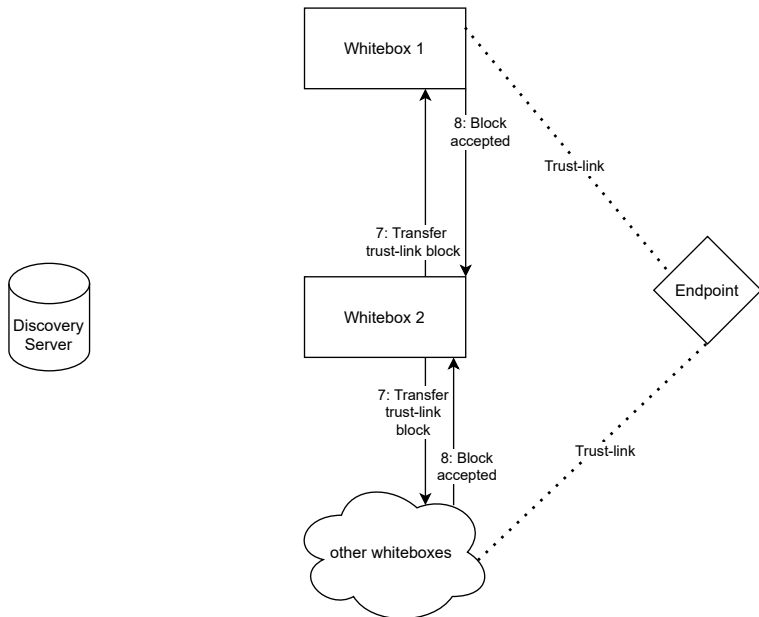 Whitebox 1
8: Block
accepted
Trust-link
7: Transfer
trust-link block
Discovery
Server
Whitebox 2
Endpoint
7: Transfer
trust-link
block
8: Block
accepted
Trust-link
other whiteboxes